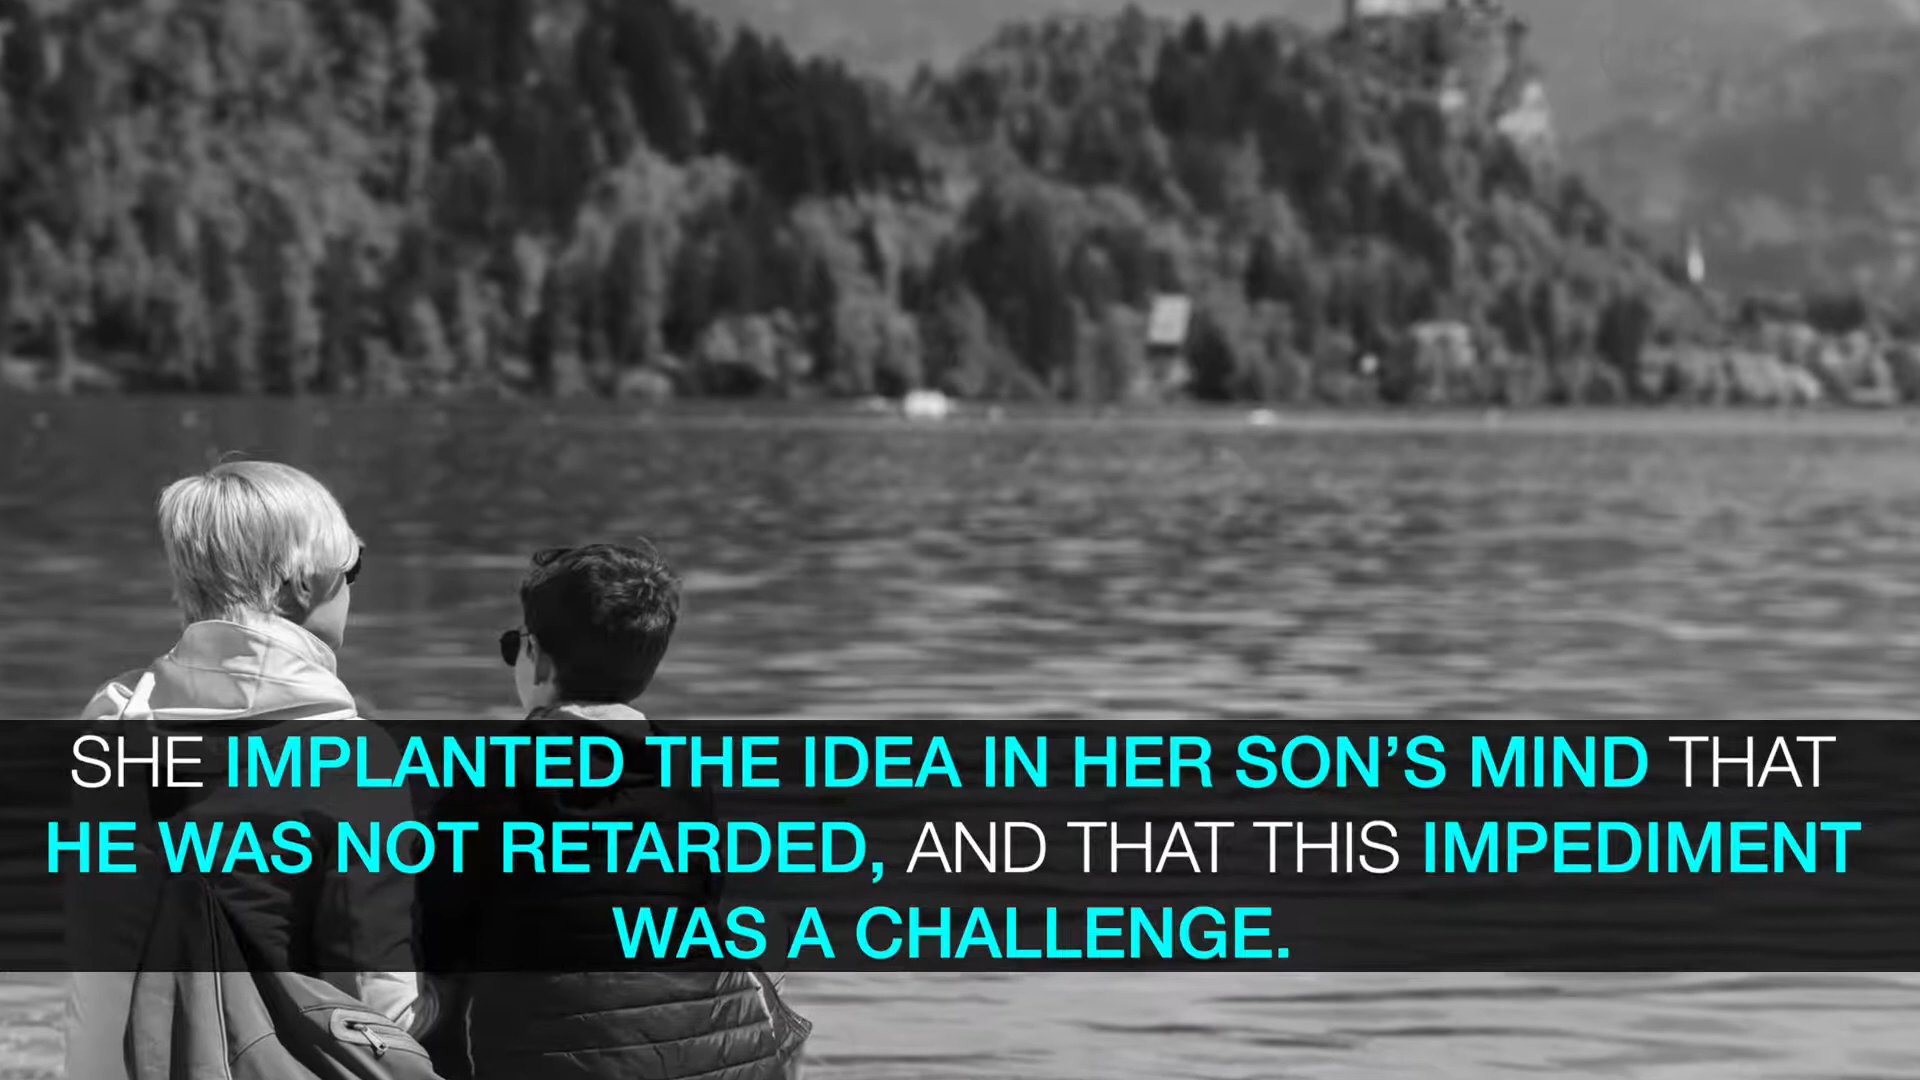 SHE IMPLANTED THE IDEA IN HER SON’S MIND THAT
HE WAS NOT RETARDED, AND THAT THIS IMPEDIMENT
WAS A CHALLENGE.